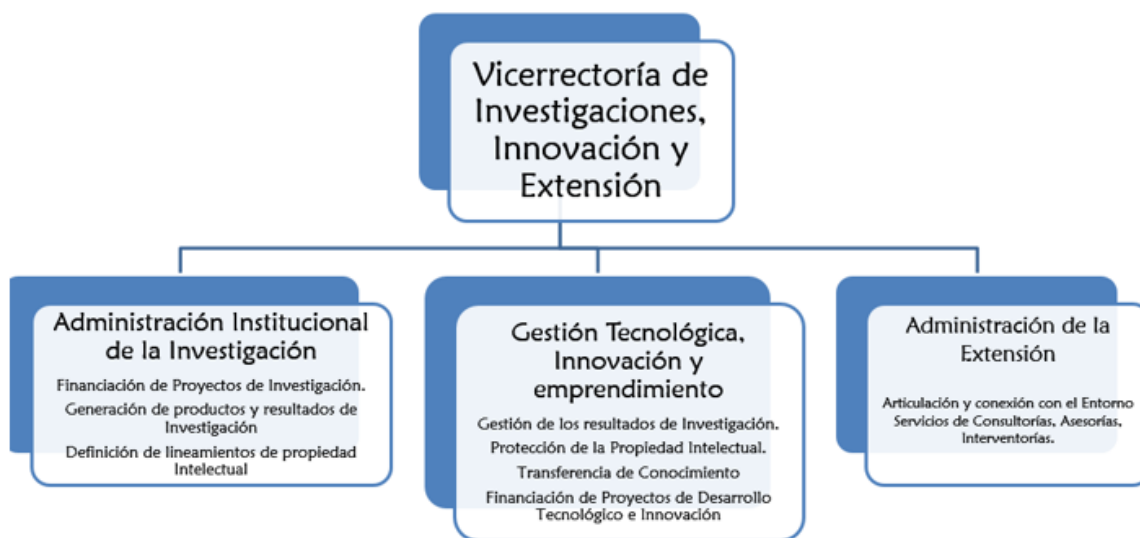 Vicerrectoría de
Investigaciones,
Innovación y
Extensión
Administración Institucional
de la Investigación
Financiación de Proyectos de Investigación.
Generación de productos y resultados de
Investigación
Definición de lineamientos de propiedad
Intelectual
Gestión Tecnológica,
Innovación y
emprendimiento
Gestión de los resultados de Investigación.
Protección de la Propiedad Intelectual.
Transferencia de Conocimiento
Financiación de Proyectos de Desarrollo
Tecnológico e Innovación
Administración de la
Extensión
Articulación y conexión con el Entorno
Servicios de Consultorías, Asesorías,
Interventorías.